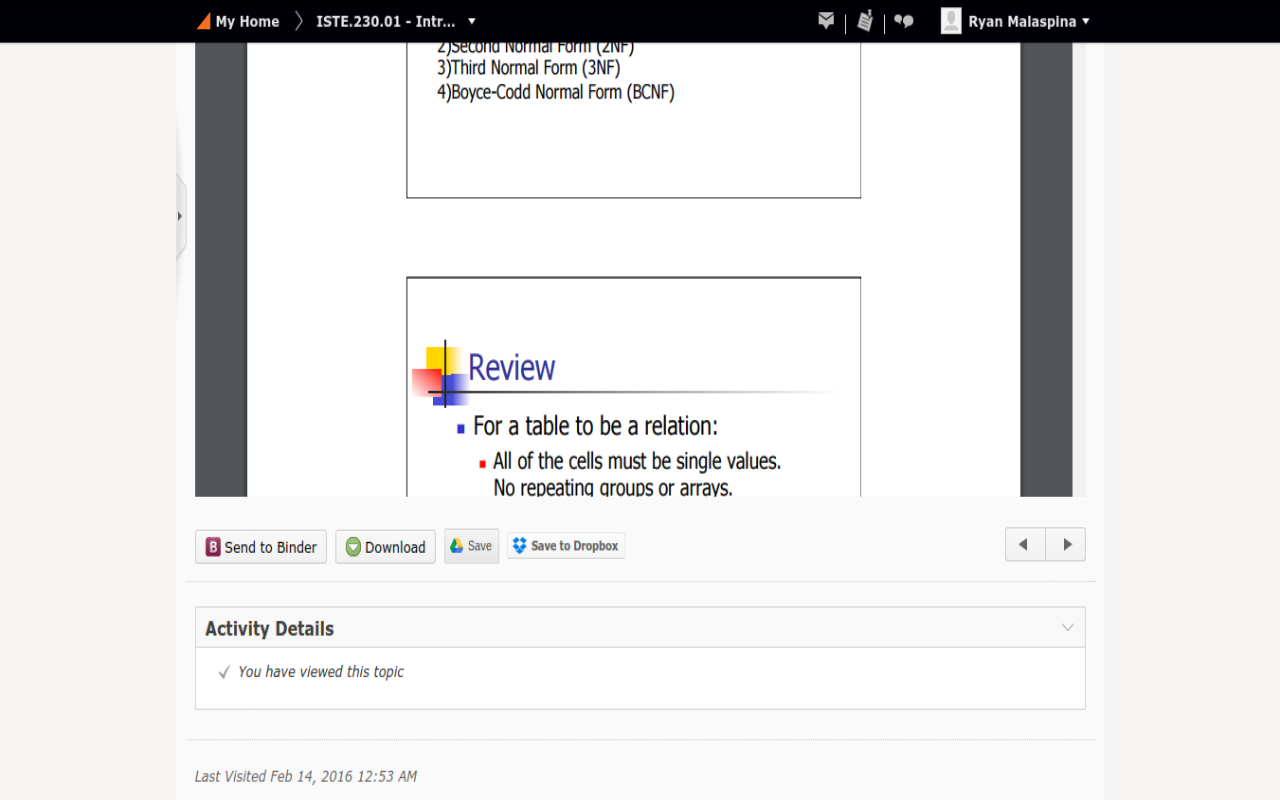 My Home
ISTE.230.01 - Intr...
Ryan Malaspina
2)Second Normal Form (2NF)
3)Third Normal Form (3NF)
4)Boyce-Codd Normal Form (BCNF)
Review
For a table to be a relation:
All of the cells must be single values.
No repeating groups or arrays.
B Send to Binder
Download
Save
Save to Dropbox
Activity Details
You have viewed this topic
Last Visited Feb 14, 2016 12:53 AM